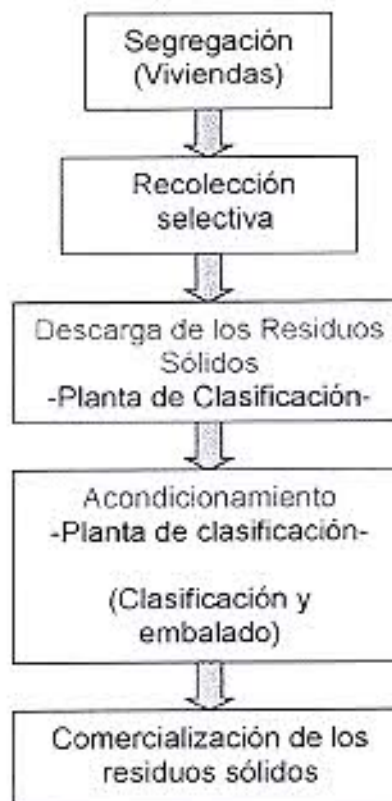 Segregación
(Viviendas)
Recolección
selectiva
Descarga de los Residuos
Sólidos
-Planta de Clasificación-
Acondicionamiento
-Planta de clasificación-
(Clasificación y
embalado)
Comercialización de los
residuos sólidos